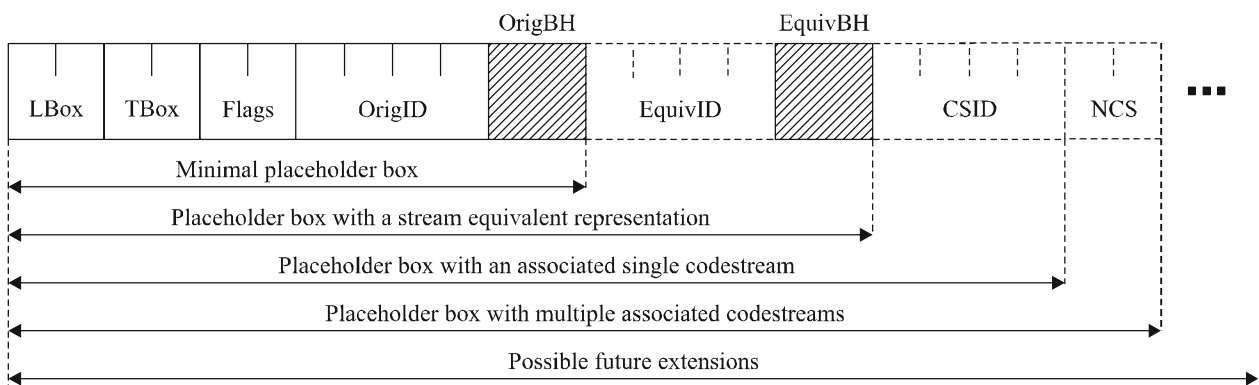 OrigBH EquivBH
LBox TBox Flags OrigID EquivID CSID NCS
Minimal placeholder box
Placeholder box with a stream equivalent representation
Placeholder box with an associated single codestream
Placeholder box with multiple associated codestreams
Possible future extensions